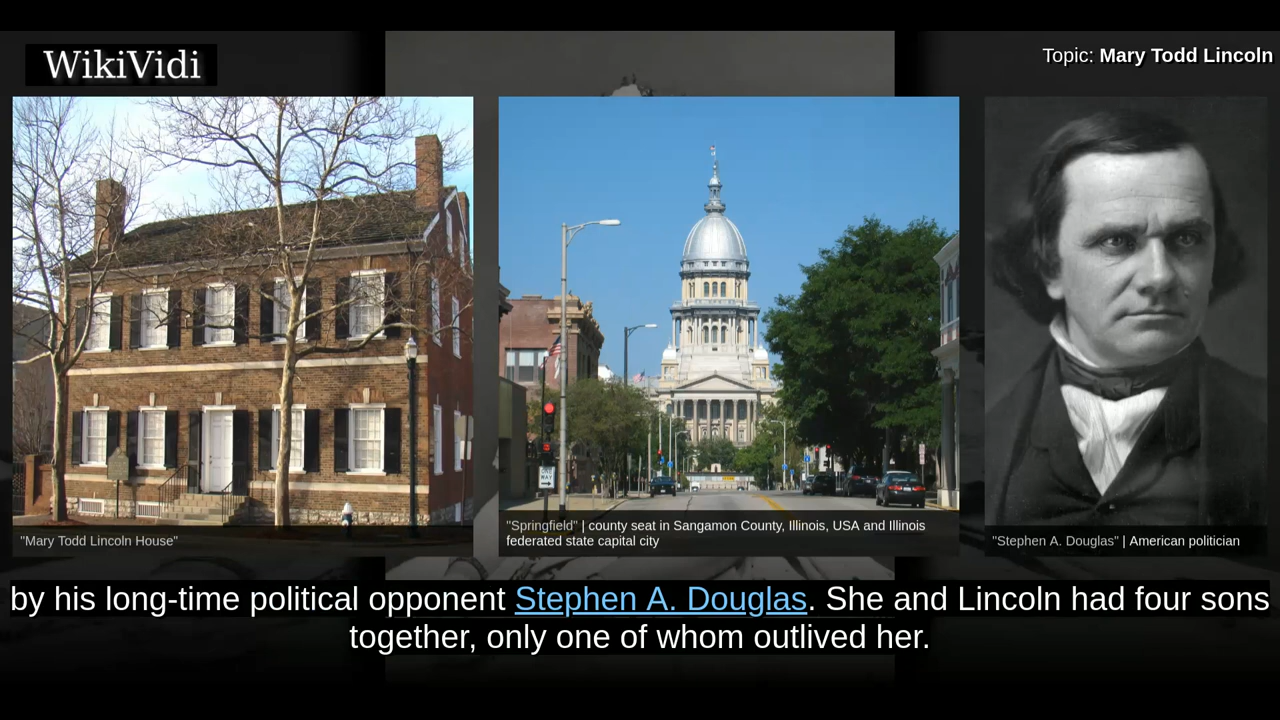 WikiVidi
Topic: Mary Todd Lincoln
"Mary Todd Lincoln House"
"Springfield" | county seat in Sangamon County, Illinois, USA and Illinois
federated state capital city
"Stephen A. Douglas" | American politician
by his long-time political opponent Stephen A. Douglas. She and Lincoln had four sons
together, only one of whom outlived her.